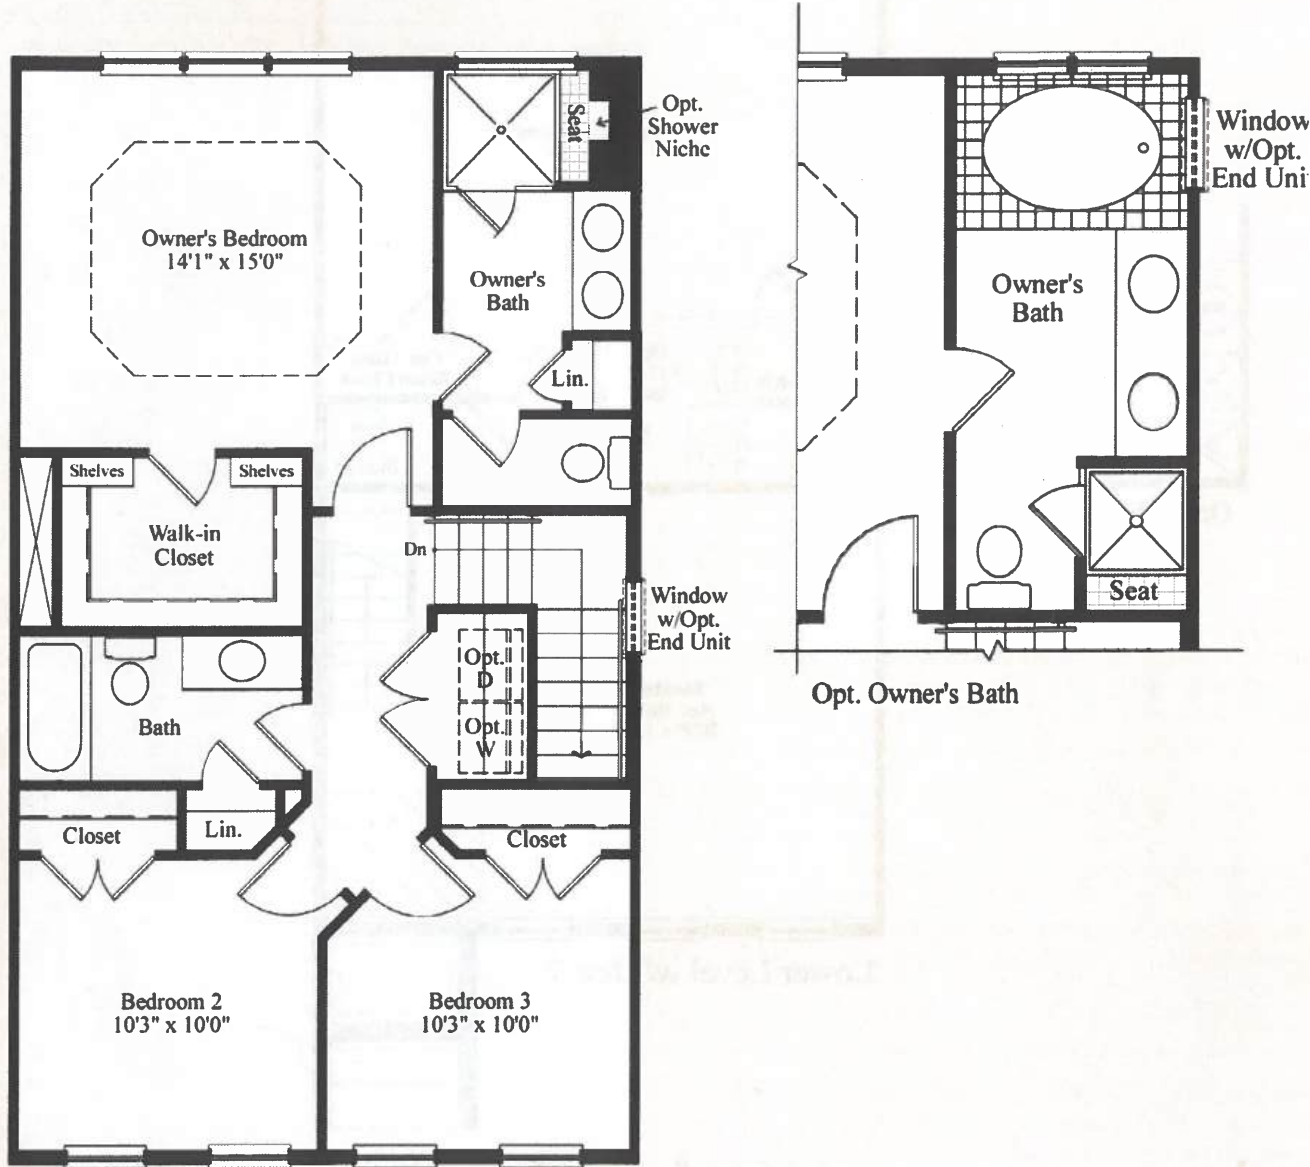 Opt.
Shower
Niche
Seat
Owner's Bedroom
14'1" x 15'0"
Owner's
Bath
Lin.
Shelves
Shelves
Walk-in
Closet
Dn
Window
w/Opt.
End Unit
Opt.
D
Opt.
W
Bath
Closet
Lin.
Closet
Bedroom 2
10'3" x 10'0"
Bedroom 3
10'3" x 10'0"
Window
w/Opt.
End Uni
Owner's
Bath
Seat
Opt. Owner's Bath